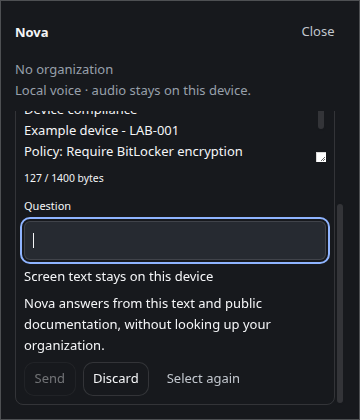 Nova
Close
No organization
Local voice · audio stays on this device.
Device compliance
Example device - LAB-001
Policy: Require BitLocker encryption
127 / 1400 bytes
Question
Screen text stays on this device
Nova answers from this text and public
documentation, without looking up your
organization.
Send
Discard
Select again